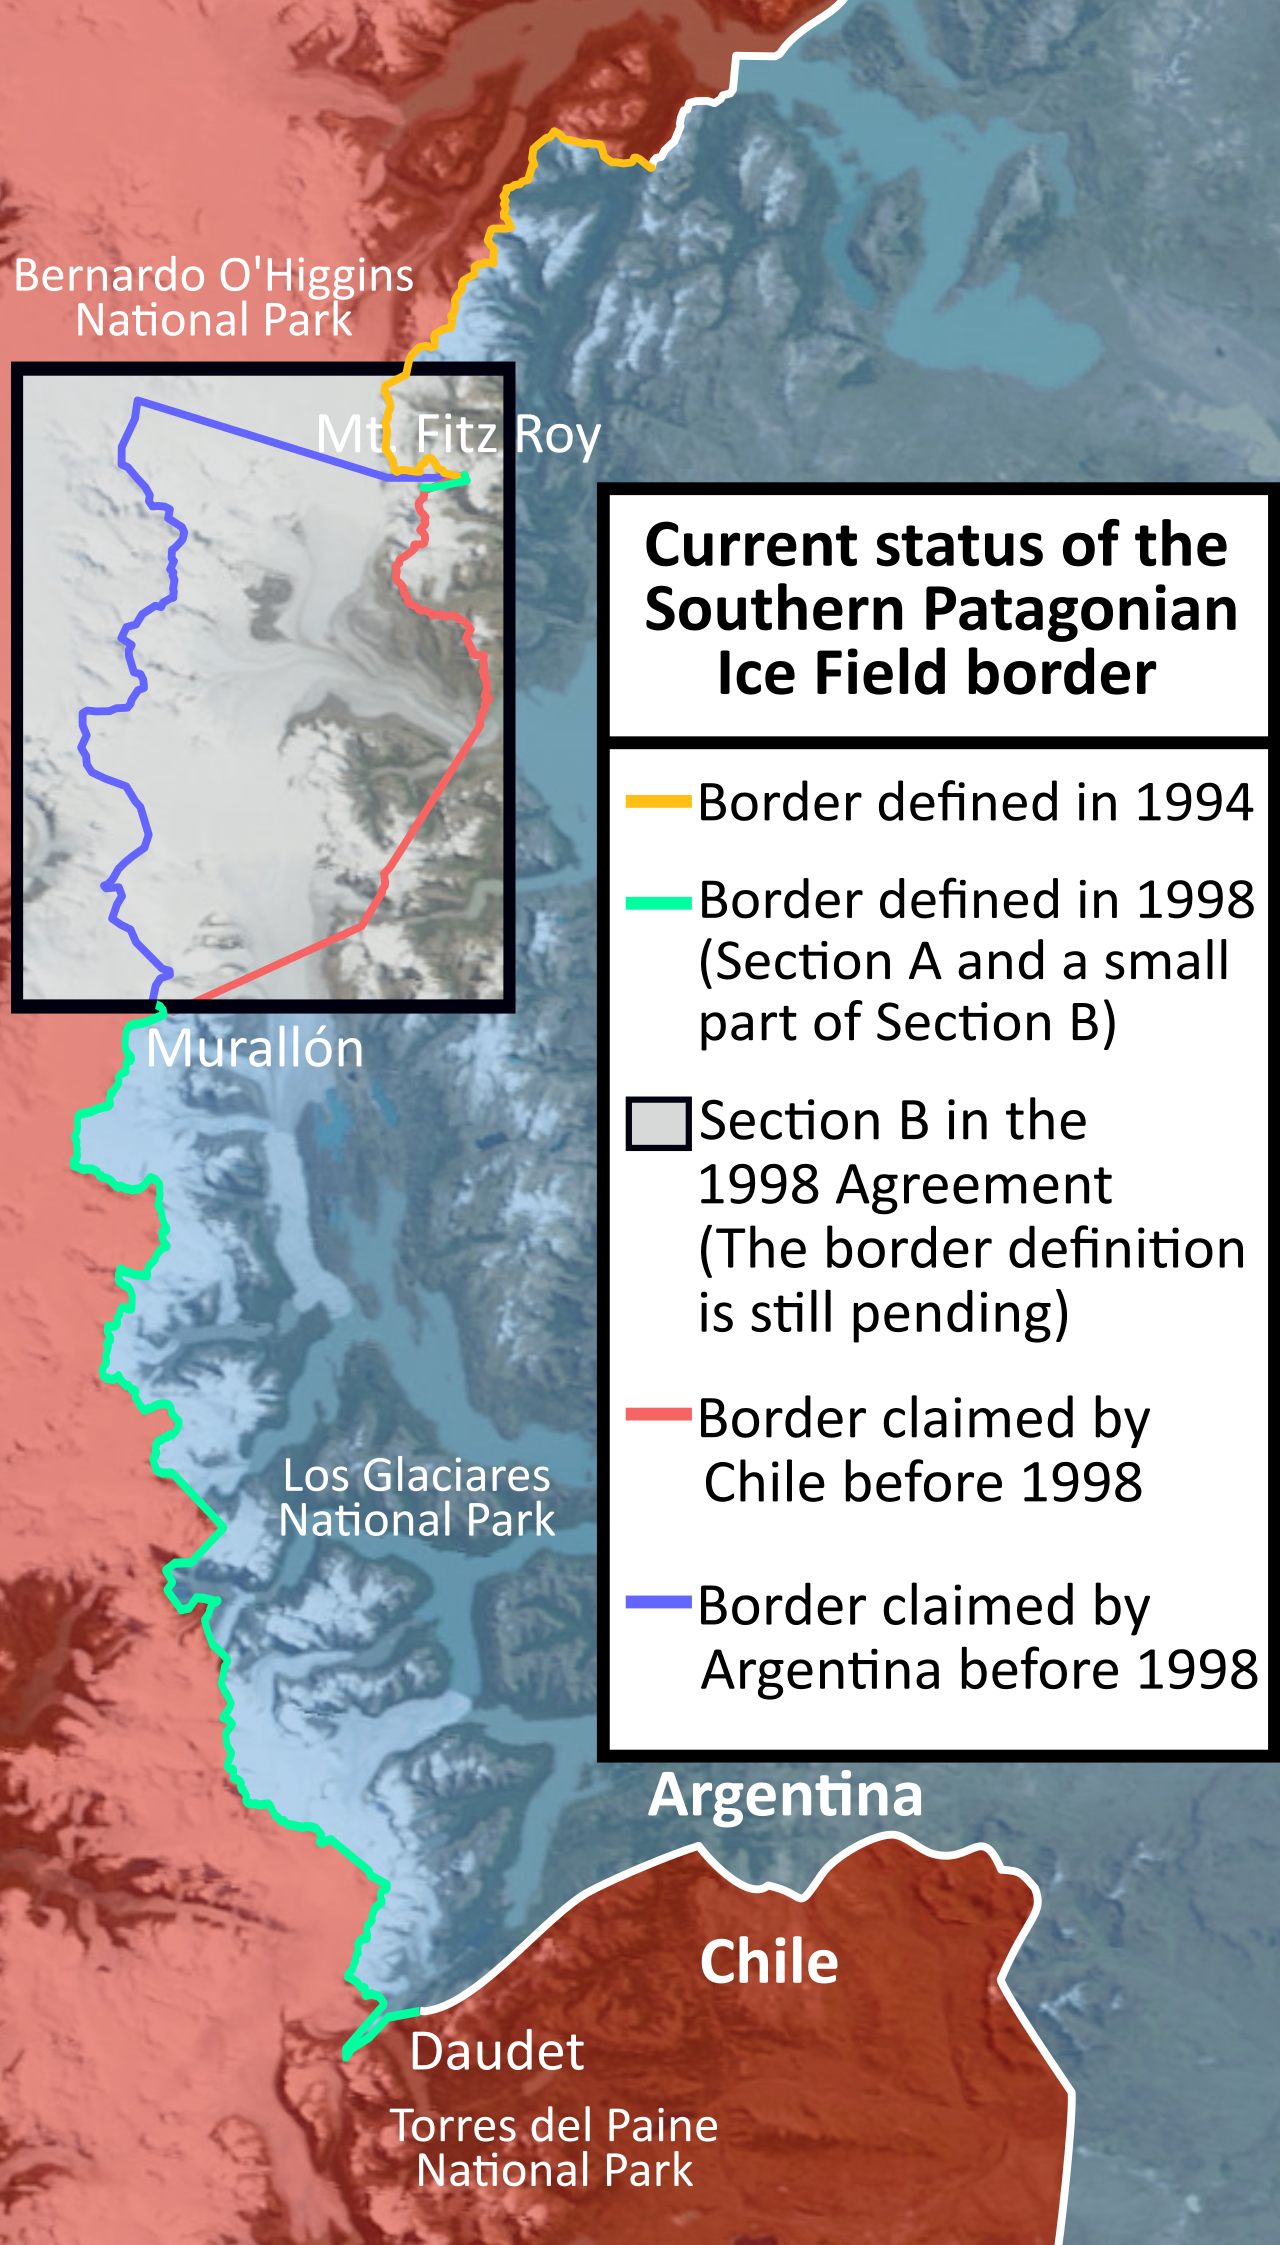 Bernardo O'Higgins
National Park
Mt. Fitz Roy
Current status of the
Southern Patagonian
Ice Field border
Border defined in 1994
Border defined in 1998
(Section A and a small
part of Section B)
Section B in the
1998 Agreement
(The border definition
is still pending)
Border claimed by
Chile before 1998
Border claimed by
Argentina before 1998
Murallón
Los Glaciares
National Park
Argentina
Chile
Daudet
Torres del Paine
National Park